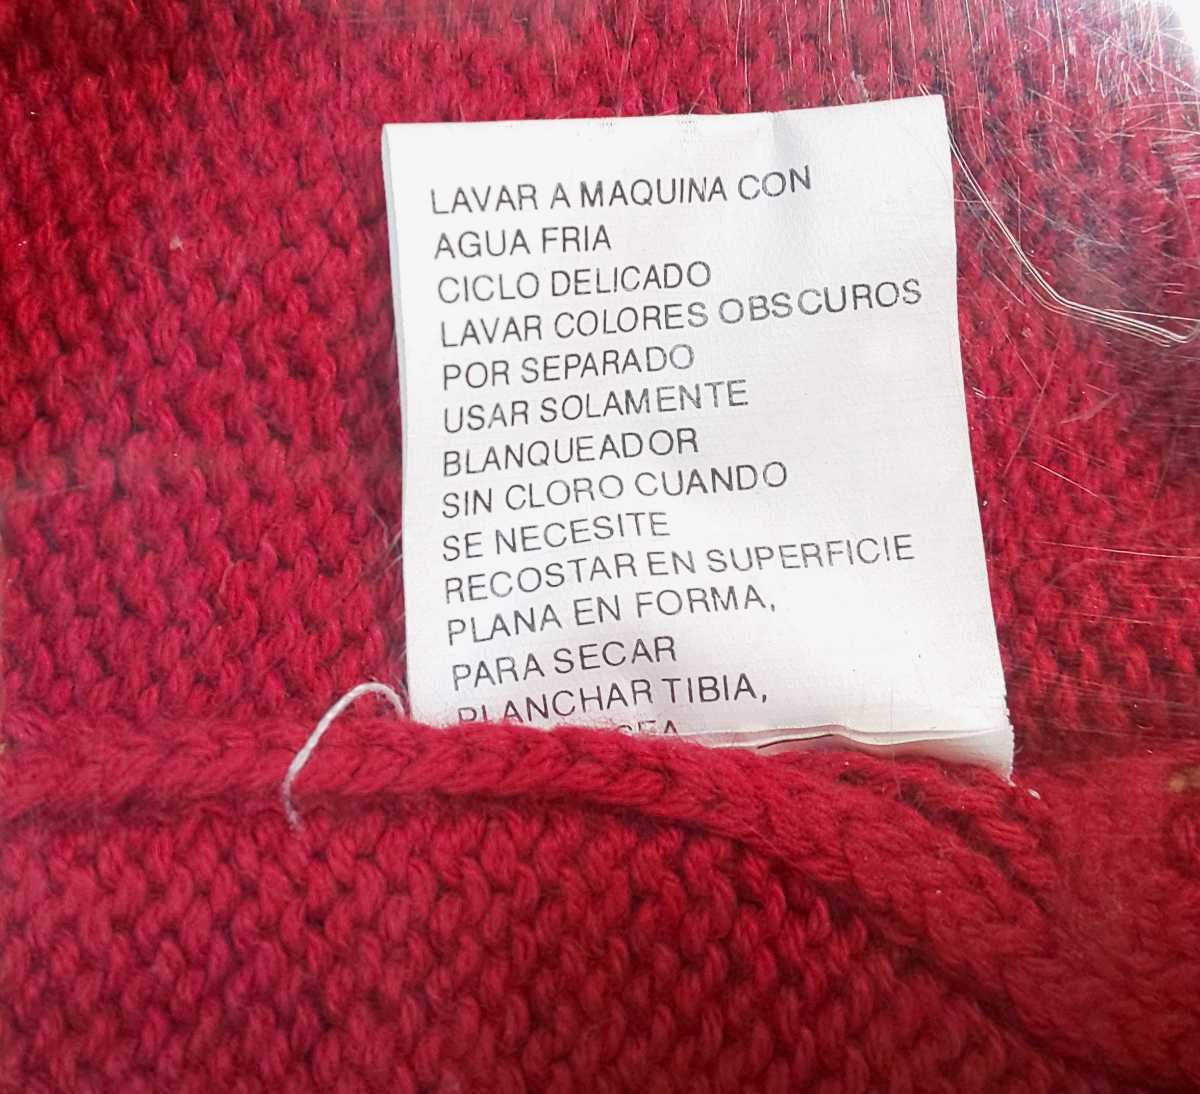 LAVAR A MAQUINA CON
AGUA FRIA
CICLO DELICADO
LAVAR COLORES OBSCUROS
POR SEPARADO
USAR SOLAMENTE
BLANQUEADOR
SIN CLORO CUANDO
SE NECESITE
RECOSTAR EN SUPERFICIE
PLANA EN FORMA,
PARA SECAR
PLANCHAR TIBIA,